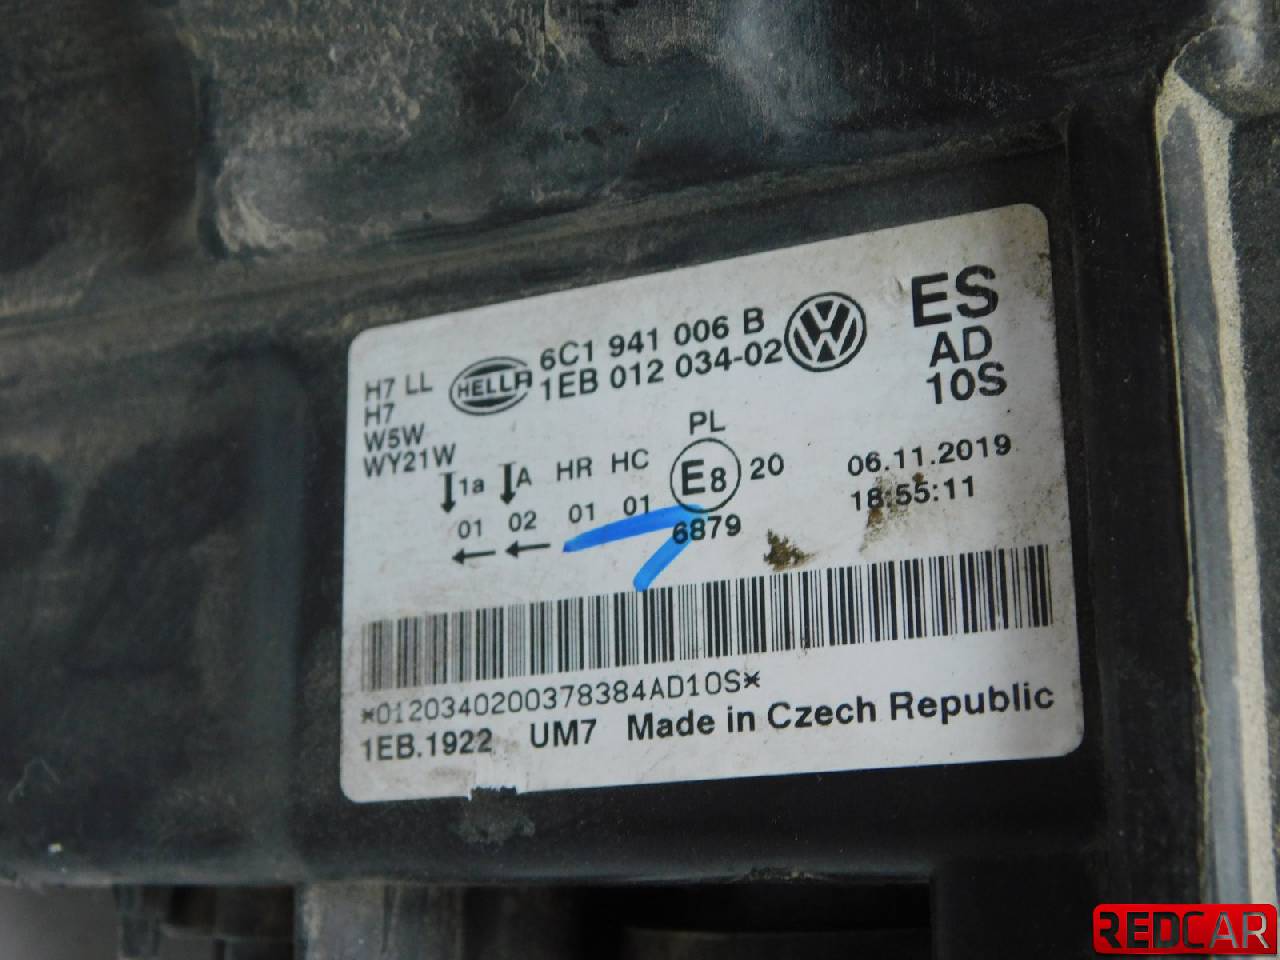 H7 LL
H7
W5W
WY21W
HELLA
6C1 941 006 B
1EB 012 034-02
ES
AD
10S
1a A HR HC
01 02 01 01
PL
E8 20
6879
06.11.2019
18:55:11
*0120340200378384AD10S*
1EB.1922 UM7 Made in Czech Republic
REDCAR